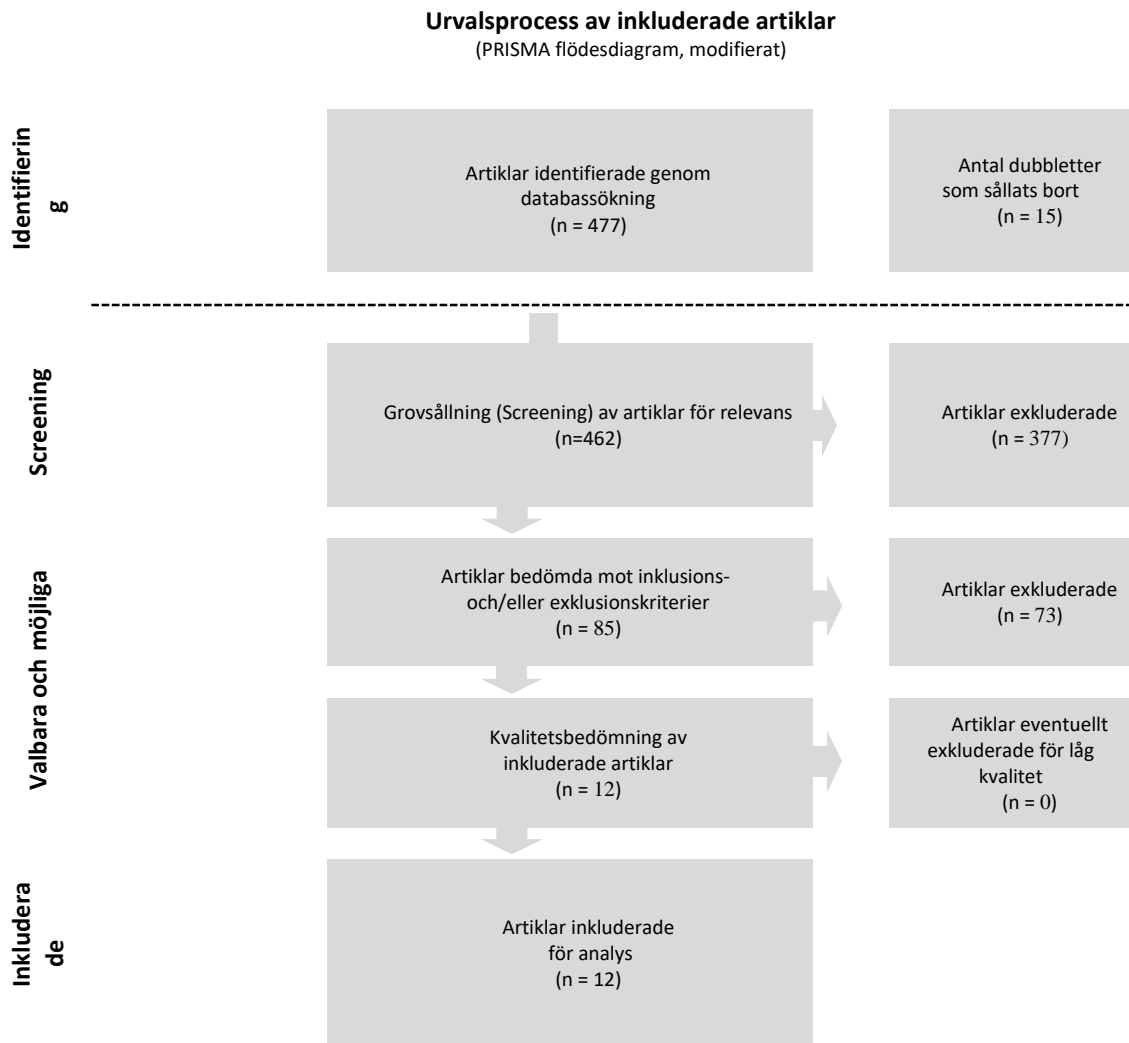 Urvalsprocess av inkluderade artiklar
(PRISMA flödesdiagram, modifierat)
Identifierin
g
Artiklar identifierade genom
databassökning
(n = 477)
Antal dubbletter
som sållats bort
(n = 15)
Screening
Grovsållning (Screening) av artiklar för relevans
(n=462)
Artiklar exkluderade
(n = 377)
Valbara och möjliga
Artiklar bedömda mot inklusions-
och/eller exklusionskriterier
(n = 85)
Artiklar exkluderade
(n = 73)
Kvalitetsbedömning av
inkluderade artiklar
(n = 12)
Artiklar eventuellt
exkluderade för låg
kvalitet
(n = 0)
Inkludera
de
Artiklar inkluderade
för analys
(n = 12)